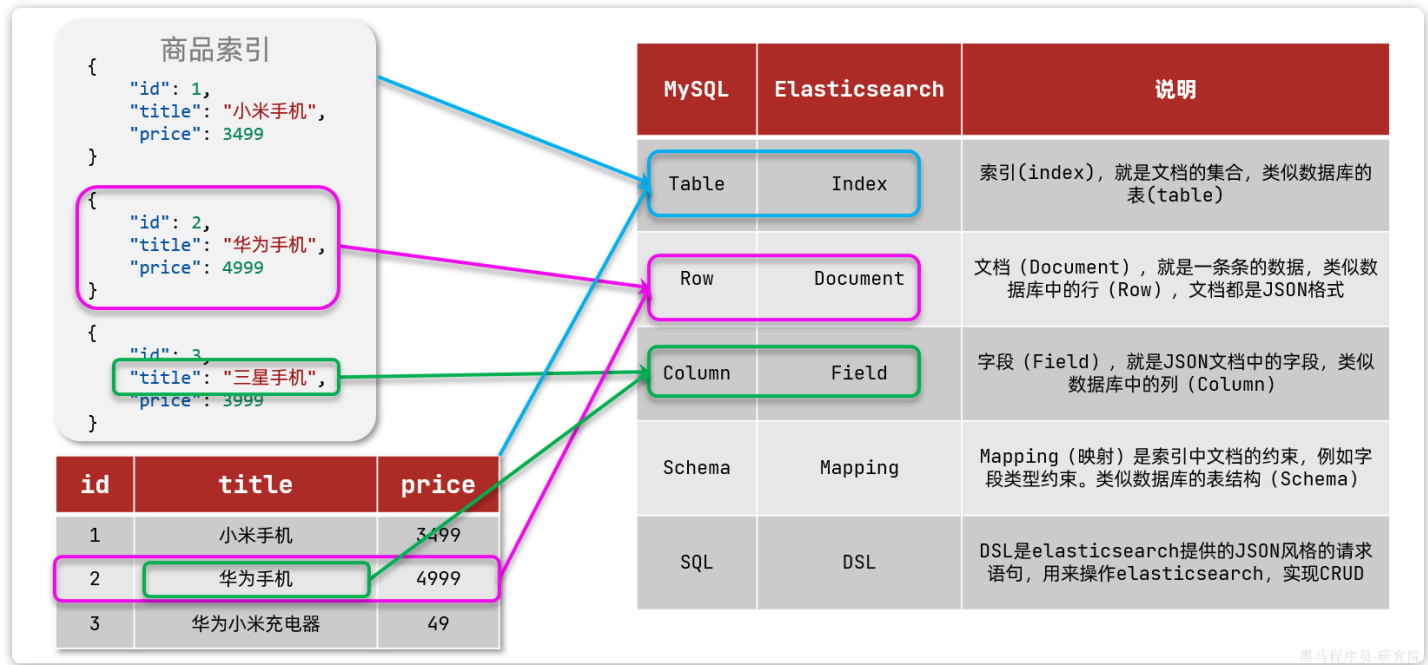 商品索引
{
"id": 1,
"title": "小米手机",
"price": 3499
}
{
"id": 2,
"title": "华为手机",
"price": 4999
}
{
"id": 3,
"title": "三星手机",
"price": 3999
}
id title price
1 小米手机 3499
2 华为手机 4999
3 华为小米充电器 49
MySQL Elasticsearch 说明
Table Index 索引(index)，就是文档的集合，类似数据库的
表(table)
Row Document 文档（Document），就是一条条的数据，类似数
据库中的行（Row），文档都是JSON格式
Column Field 字段（Field），就是JSON文档中的字段，类似
数据库中的列（Column）
Schema Mapping Mapping（映射）是索引中文档的约束，例如字
段类型约束。类似数据库的表结构（Schema）
SQL DSL DSL是elasticsearch提供的JSON风格的请求
语句，用来操作elasticsearch，实现CRUD
黑马程序员-研究院